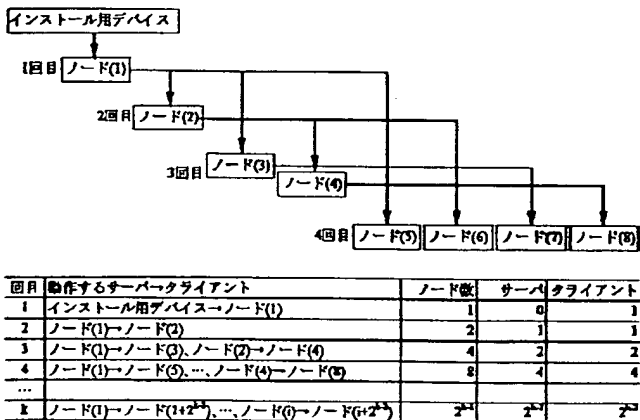 インストール用デバイス
1回目 ノード(1)
2回目 ノード(2)
3回目 ノード(3)
ノード(4)
4回目 ノード(5) ノード(6) ノード(7) ノード(8)
回目 動作するサーバ→クライアント ノード数 サーバ クライアント
1 インストール用デバイス→ノード(1) 1 0 1
2 ノード(1)→ノード(2) 2 1 1
3 ノード(1)→ノード(3)、ノード(2)→ノード(4) 4 2 2
4 ノード(1)→ノード(5)、…、ノード(4)→ノード(8) 8 4 4
…
k ノード(1)→ノード(1+2ᵏ⁻²)、…、ノード(i)→ノード(i+2ᵏ⁻²) 2ᵏ⁻¹ 2ᵏ⁻² 2ᵏ⁻²